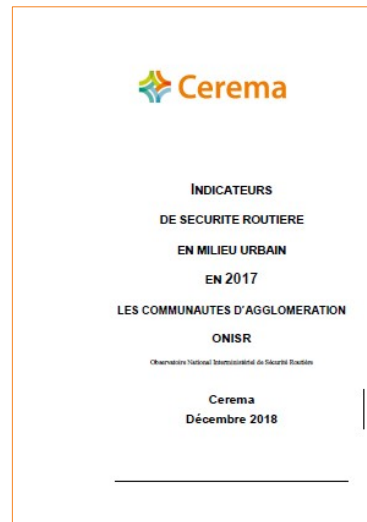 Cerema
INDICATEURS
DE SECURITE ROUTIERE
EN MILIEU URBAIN
EN 2017
LES COMMUNAUTES D'AGGLOMERATION
ONISR
Observatoire National Interministériel de Sécurité Routière
Cerema
Décembre 2018